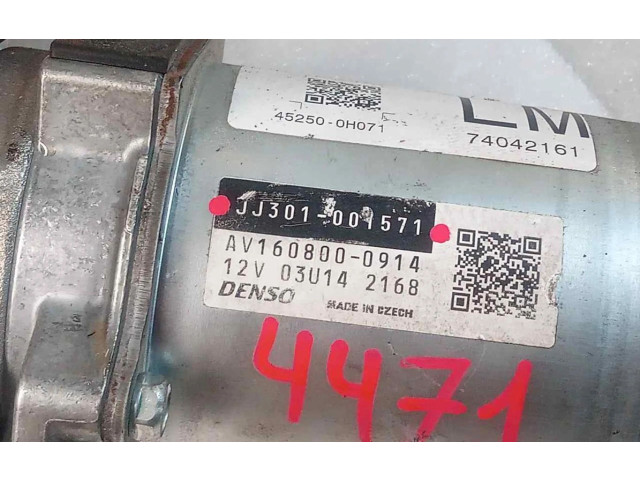 LM
45250-0H071
74042161
JJ301-001571
AV160800-0914
12V 03U14 2168
DENSO MADE IN CZECH
4471